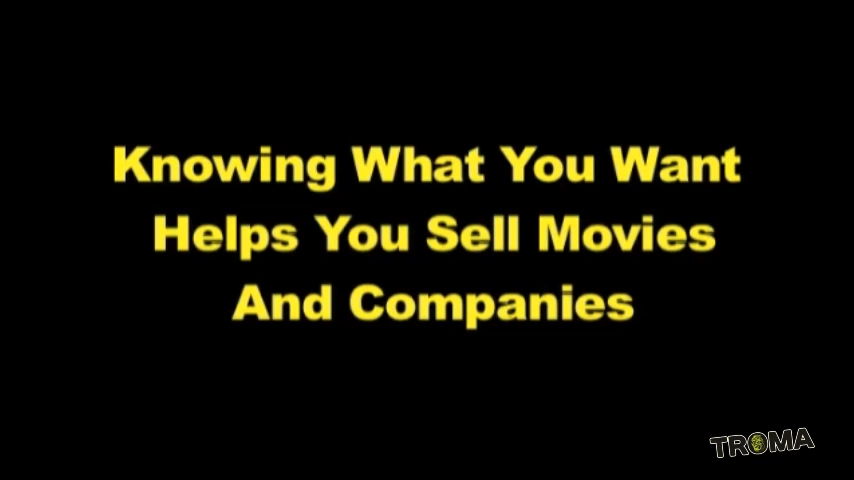 Knowing What You Want
Helps You Sell Movies
And Companies
TROMA